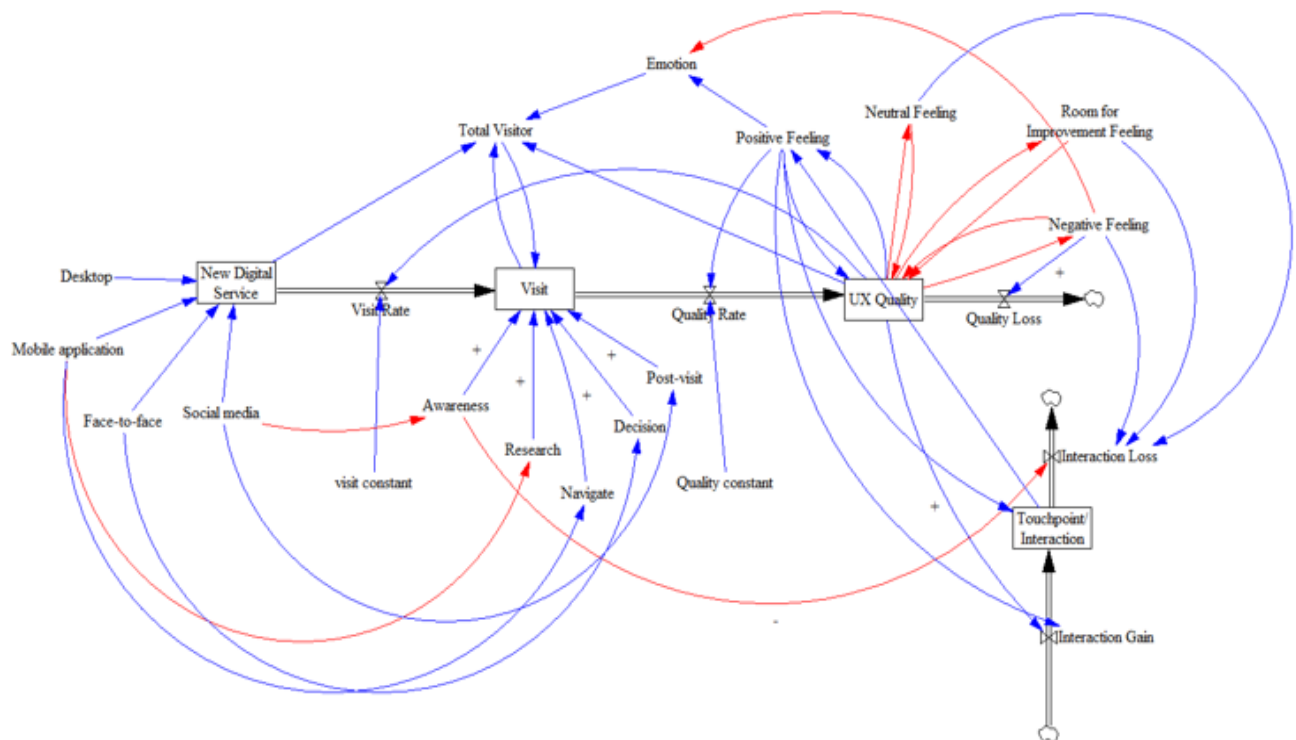 Emotion
Neutral Feeling
Room for
Improvement Feeling
Total Visitor
Positive Feeling
Negative Feeling
Desktop
New Digital
Service
Visit
UX Quality
+
Visit Rate
Quality Rate
Quality Loss
Mobile application
+
+
Post-visit
+
+
Face-to-face
Social media
Awareness
Decision
Research
Interaction Loss
visit constant
Navigate
Quality constant
+
Touchpoint/
Interaction
-
Interaction Gain